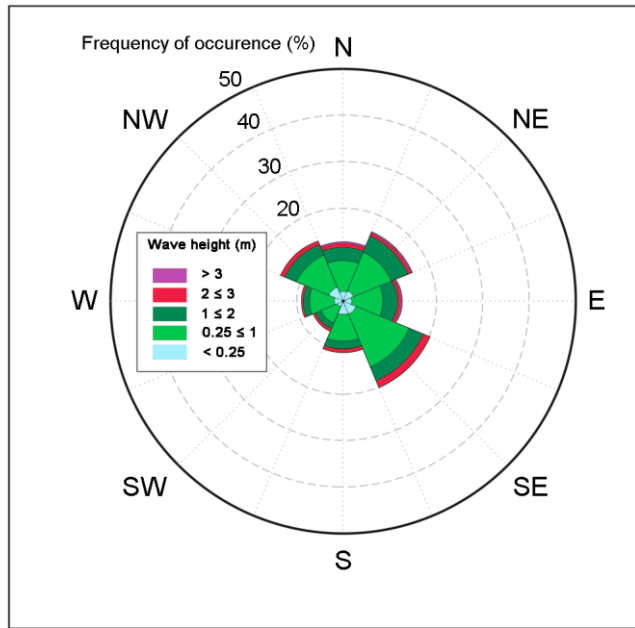 Frequency of occurence (%)
N
50
NW
40
NE
30
20
Wave height (m)
> 3
2 ≤ 3
1 ≤ 2
0.25 ≤ 1
< 0.25
W
E
SW
SE
S